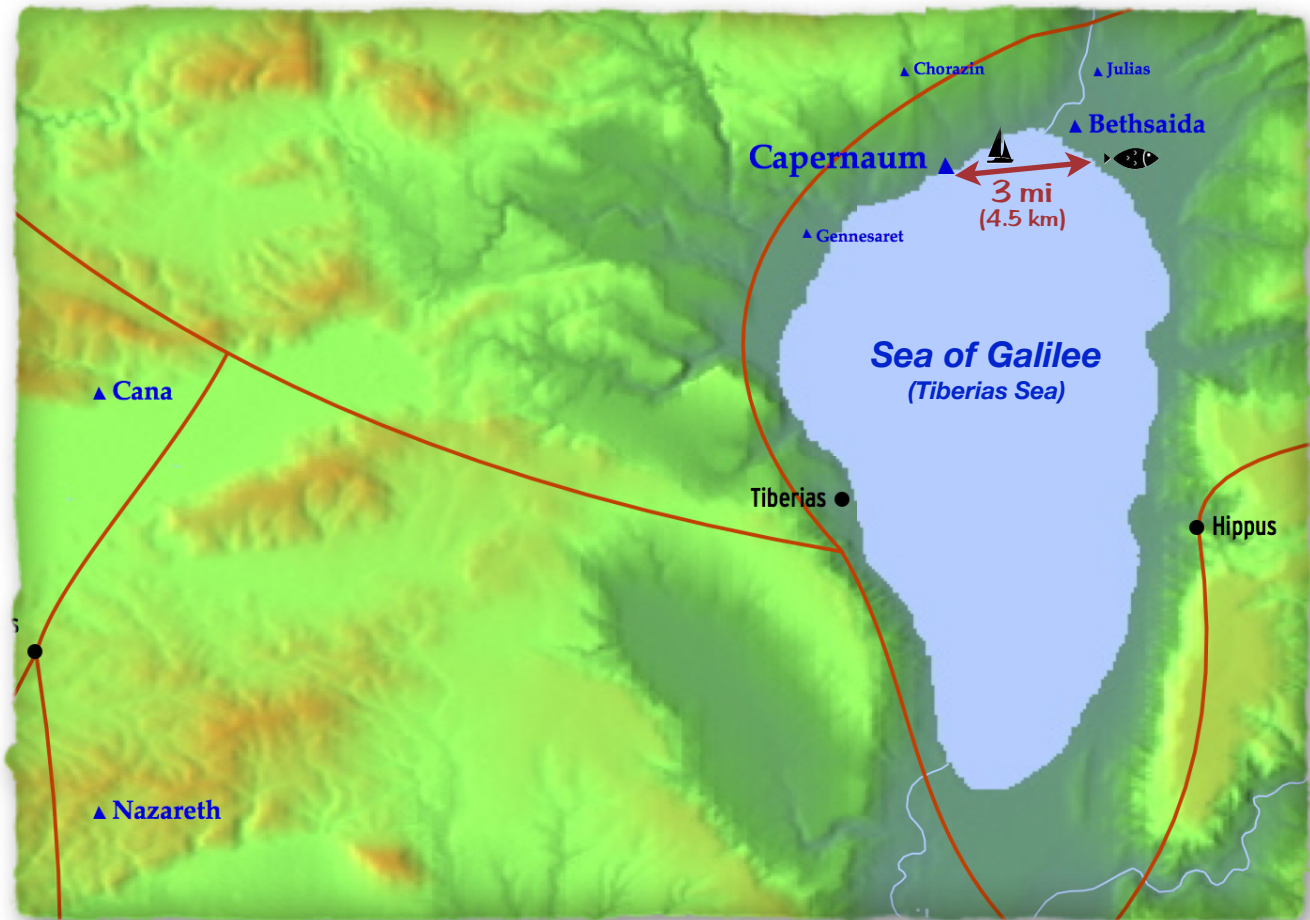 Chorazin
Julias
Bethsaida
Capernaum
3 mi
(4.5 km)
Gennesaret
Sea of Galilee
(Tiberias Sea)
Cana
Tiberias
Hippus
s
Nazareth